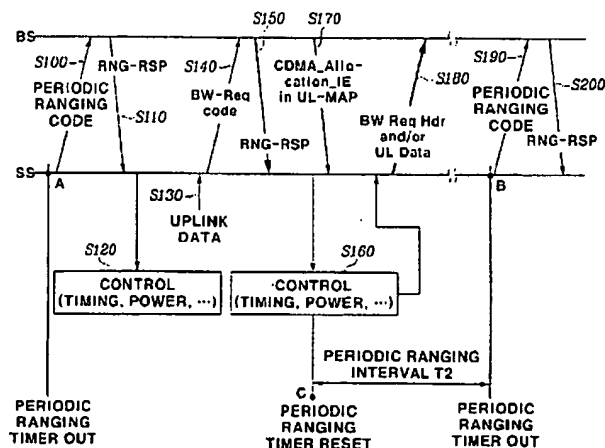 BS
S100
PERIODIC
RANGING
CODE
RNG-RSP
S110
S140
BW-Req
code
S150
RNG-RSP
S170
CDMA_Allo-
cation_IE
in UL-MAP
S180
BW Req Hdr
and/or
UL Data
S190
PERIODIC
RANGING
CODE
RNG-RSP
S200
SS
A
S130
UPLINK
DATA
B
S120
CONTROL
(TIMING, POWER, ···)
S160
CONTROL
(TIMING, POWER, ···)
PERIODIC RANGING
INTERVAL T2
C
PERIODIC
RANGING
TIMER OUT
PERIODIC
RANGING
TIMER RESET
PERIODIC
RANGING
TIMER OUT